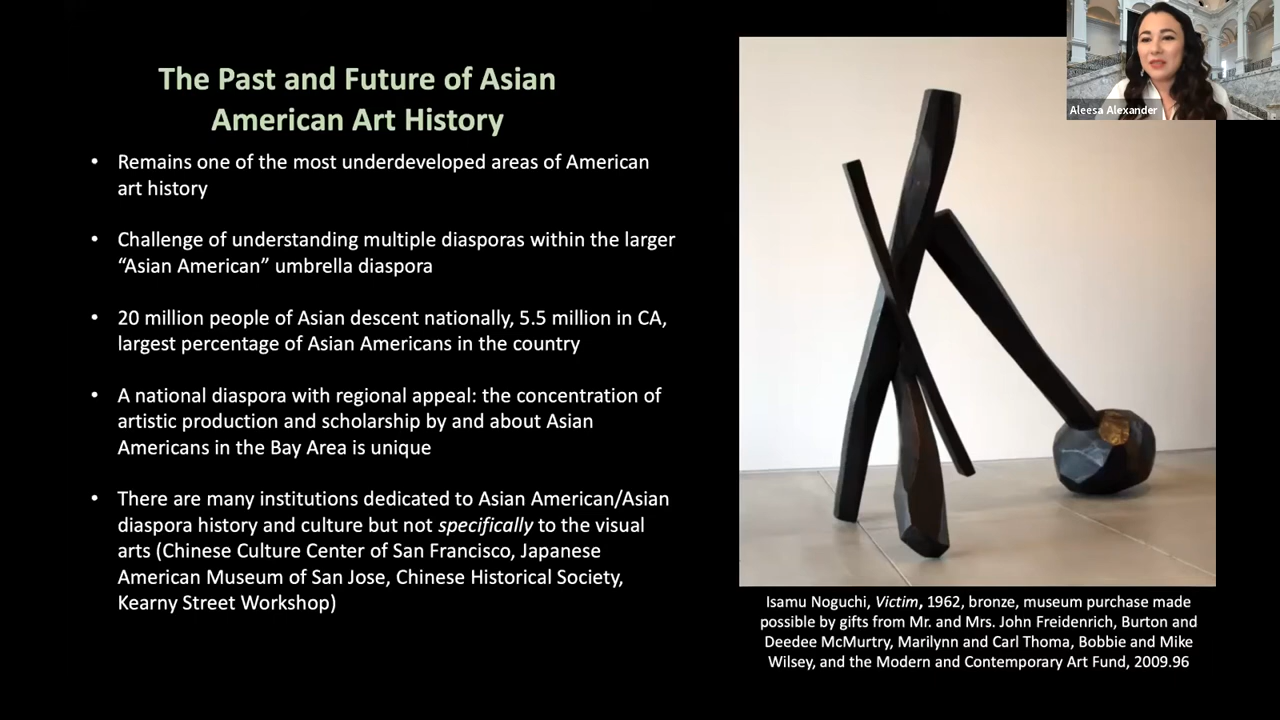 The Past and Future of Asian
American Art History
• Remains one of the most underdeveloped areas of American
art history
• Challenge of understanding multiple diasporas within the larger
“Asian American” umbrella diaspora
• 20 million people of Asian descent nationally, 5.5 million in CA,
largest percentage of Asian Americans in the country
• A national diaspora with regional appeal: the concentration of
artistic production and scholarship by and about Asian
Americans in the Bay Area is unique
• There are many institutions dedicated to Asian American/Asian
diaspora history and culture but not specifically to the visual
arts (Chinese Culture Center of San Francisco, Japanese
American Museum of San Jose, Chinese Historical Society,
Kearny Street Workshop)
Aleesa Alexander
Isamu Noguchi, Victim, 1962, bronze, museum purchase made
possible by gifts from Mr. and Mrs. John Freidenrich, Burton and
Deedee McMurtry, Marilynn and Carl Thoma, Bobbie and Mike
Wilsey, and the Modern and Contemporary Art Fund, 2009.96